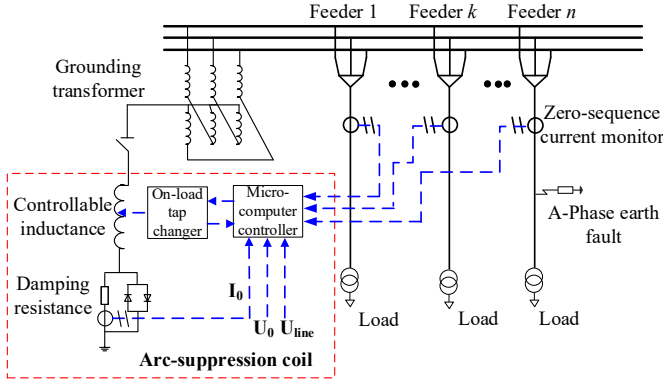 Feeder 1
Feeder k
Feeder n
Grounding
transformer
Zero-sequence
current monitor
Controllable
inductance
On-load
tap
changer
Micro-
computer
controller
A-Phase earth
fault
Damping
resistance
I0
U0 Uline
Load
Load
Load
Arc-suppression coil